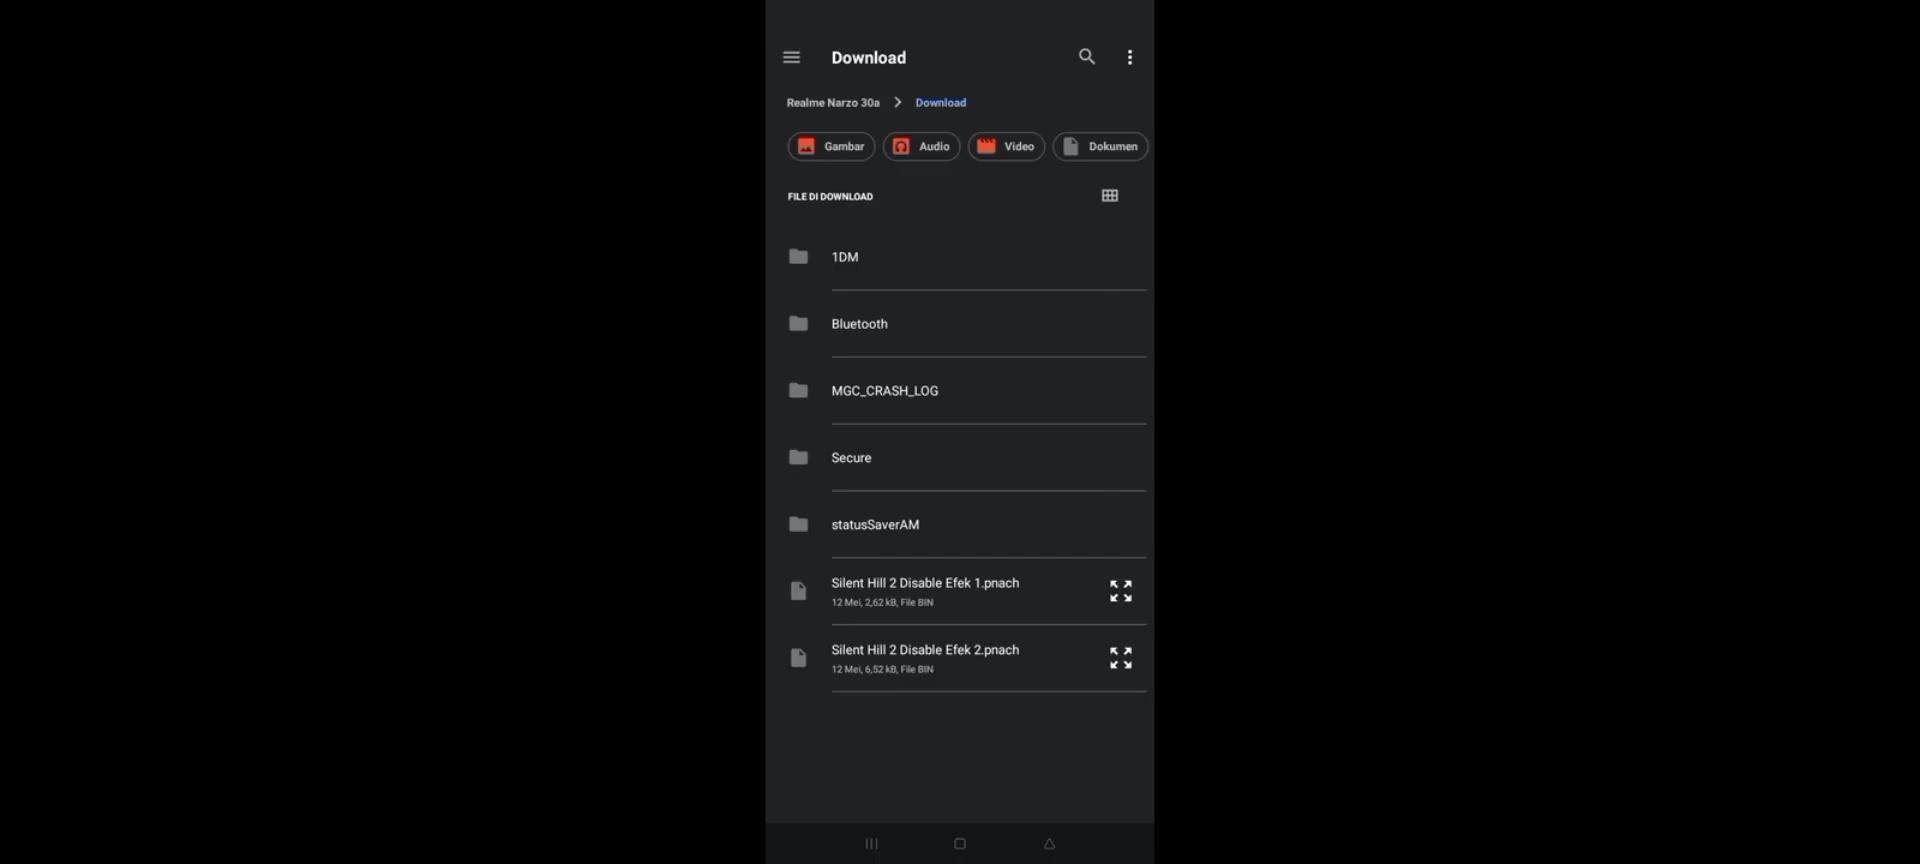 Download
Realme Narzo 30a > Download
Gambar Audio Video Dokumen
FILE DI DOWNLOAD
1DM
Bluetooth
MGC_CRASH_LOG
Secure
statusSaverAM
Silent Hill 2 Disable Efek 1.pnach
12 Mei, 2,62 kB, File BIN
Silent Hill 2 Disable Efek 2.pnach
12 Mei, 6,52 kB, File BIN